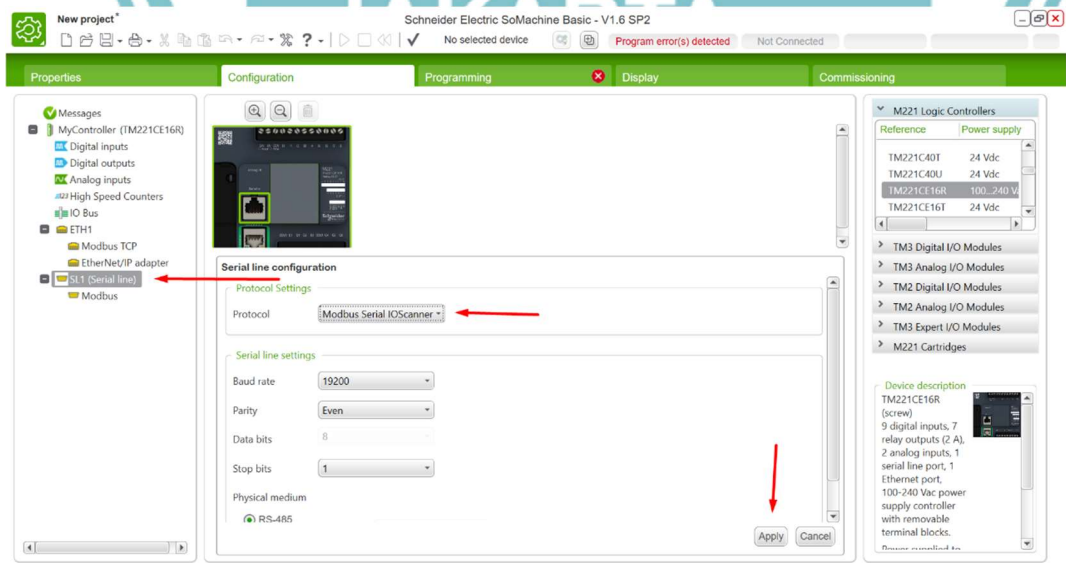 New project*
Schneider Electric SoMachine Basic - V1.6 SP2
No selected device
Program error(s) detected
Not Connected
Properties
Configuration
Programming
Display
Commissioning
Messages
MyController (TM221CE16R)
Digital inputs
Digital outputs
Analog inputs
High Speed Counters
IO Bus
ETH1
Modbus TCP
EtherNet/IP adapter
SL1 (Serial line)
Modbus
Serial line configuration
Protocol Settings
Protocol
Modbus Serial IOScanner
Serial line settings
Baud rate
19200
Parity
Even
Data bits
8
Stop bits
1
Physical medium
RS-485
Apply
Cancel
M221 Logic Controllers
Reference Power supply
TM221C40T 24 Vdc
TM221C40U 24 Vdc
TM221CE16R 100...240 V
TM221CE16T 24 Vdc
TM3 Digital I/O Modules
TM3 Analog I/O Modules
TM2 Digital I/O Modules
TM2 Analog I/O Modules
TM3 Expert I/O Modules
M221 Cartridges
Device description
TM221CE16R
(screw)
9 digital inputs, 7
relay outputs (2 A),
2 analog inputs, 1
serial line port, 1
Ethernet port,
100-240 Vac power
supply controller
with removable
terminal blocks.
Power supplied to